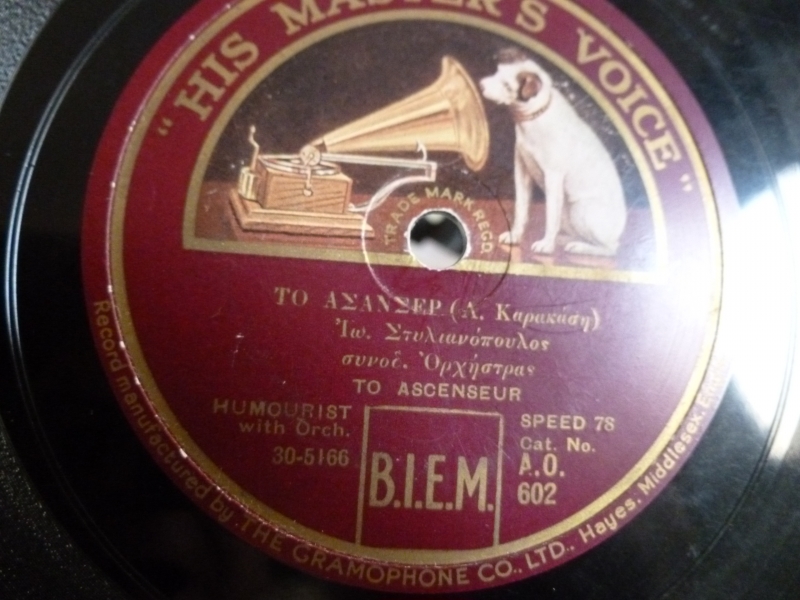 "HIS MASTER'S VOICE"
TRADE MARK REGD.
ΤΟ ΑΣΑΝΣΕΡ (Λ. Καρακάση)
Ἰω. Στυλιανόπουλος
συνοδ. Ὀρχήστρας
TO ASCENSEUR
HUMOURIST
with Orch.
30-5166
B.I.E.M.
SPEED 78
Cat. No.
A.O.
602
Record manufactured by THE GRAMOPHONE CO., LTD., Hayes, Middlesex,